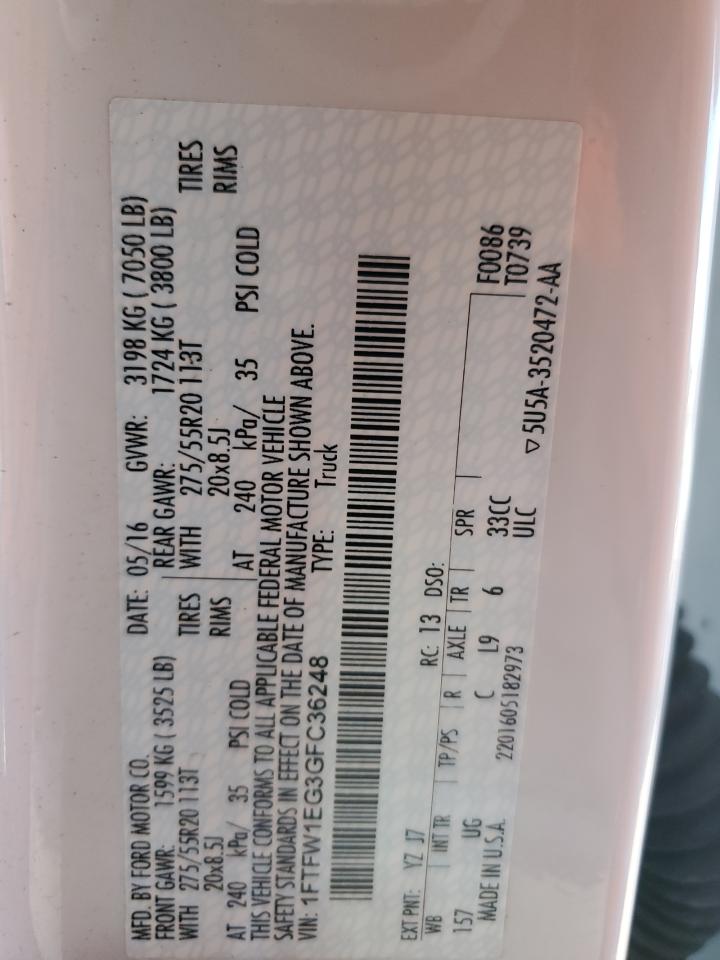 MFD. BY FORD MOTOR CO. DATE: 05/16 GVWR: 3198 KG ( 7050 LB)
FRONT GAWR: 1599 KG ( 3525 LB) REAR GAWR: 1724 KG ( 3800 LB)
WITH 275/55R20 113T TIRES WITH 275/55R20 113T TIRES
20x8.5J RIMS 20x8.5J RIMS
AT 240 kPa/ 35 PSI COLD AT 240 kPa/ 35 PSI COLD
THIS VEHICLE CONFORMS TO ALL APPLICABLE FEDERAL MOTOR VEHICLE
SAFETY STANDARDS IN EFFECT ON THE DATE OF MANUFACTURE SHOWN ABOVE.
VIN: 1FTFW1EG3GFC36248 TYPE: Truck
EXT PNT: YZ J7 RC: 13 DSO:
WB INT TR TP/PS R AXLE TR SPR F0086
157 UG C L9 6 33CC T0739
MADE IN U.S.A. 2201605182973 ULC
▽5U5A-3520472-AA